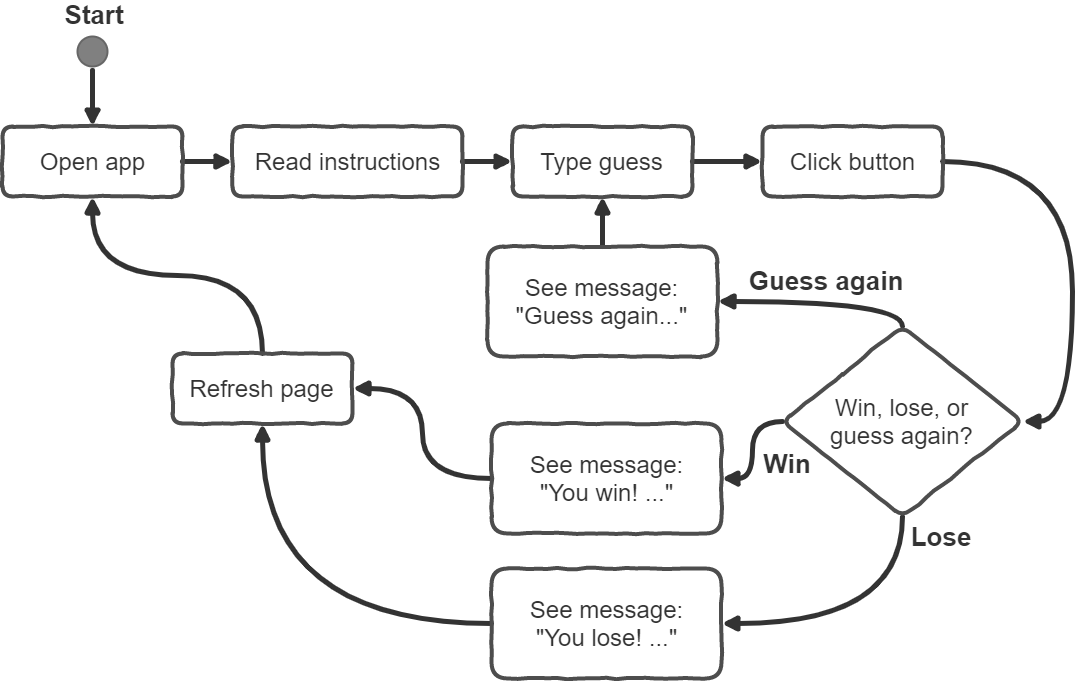 Start
Open app
Read instructions
Type guess
Click button
See message:
"Guess again..."
Guess again
Refresh page
Win, lose, or
guess again?
See message:
"You win! ..."
Win
Lose
See message:
"You lose! ..."